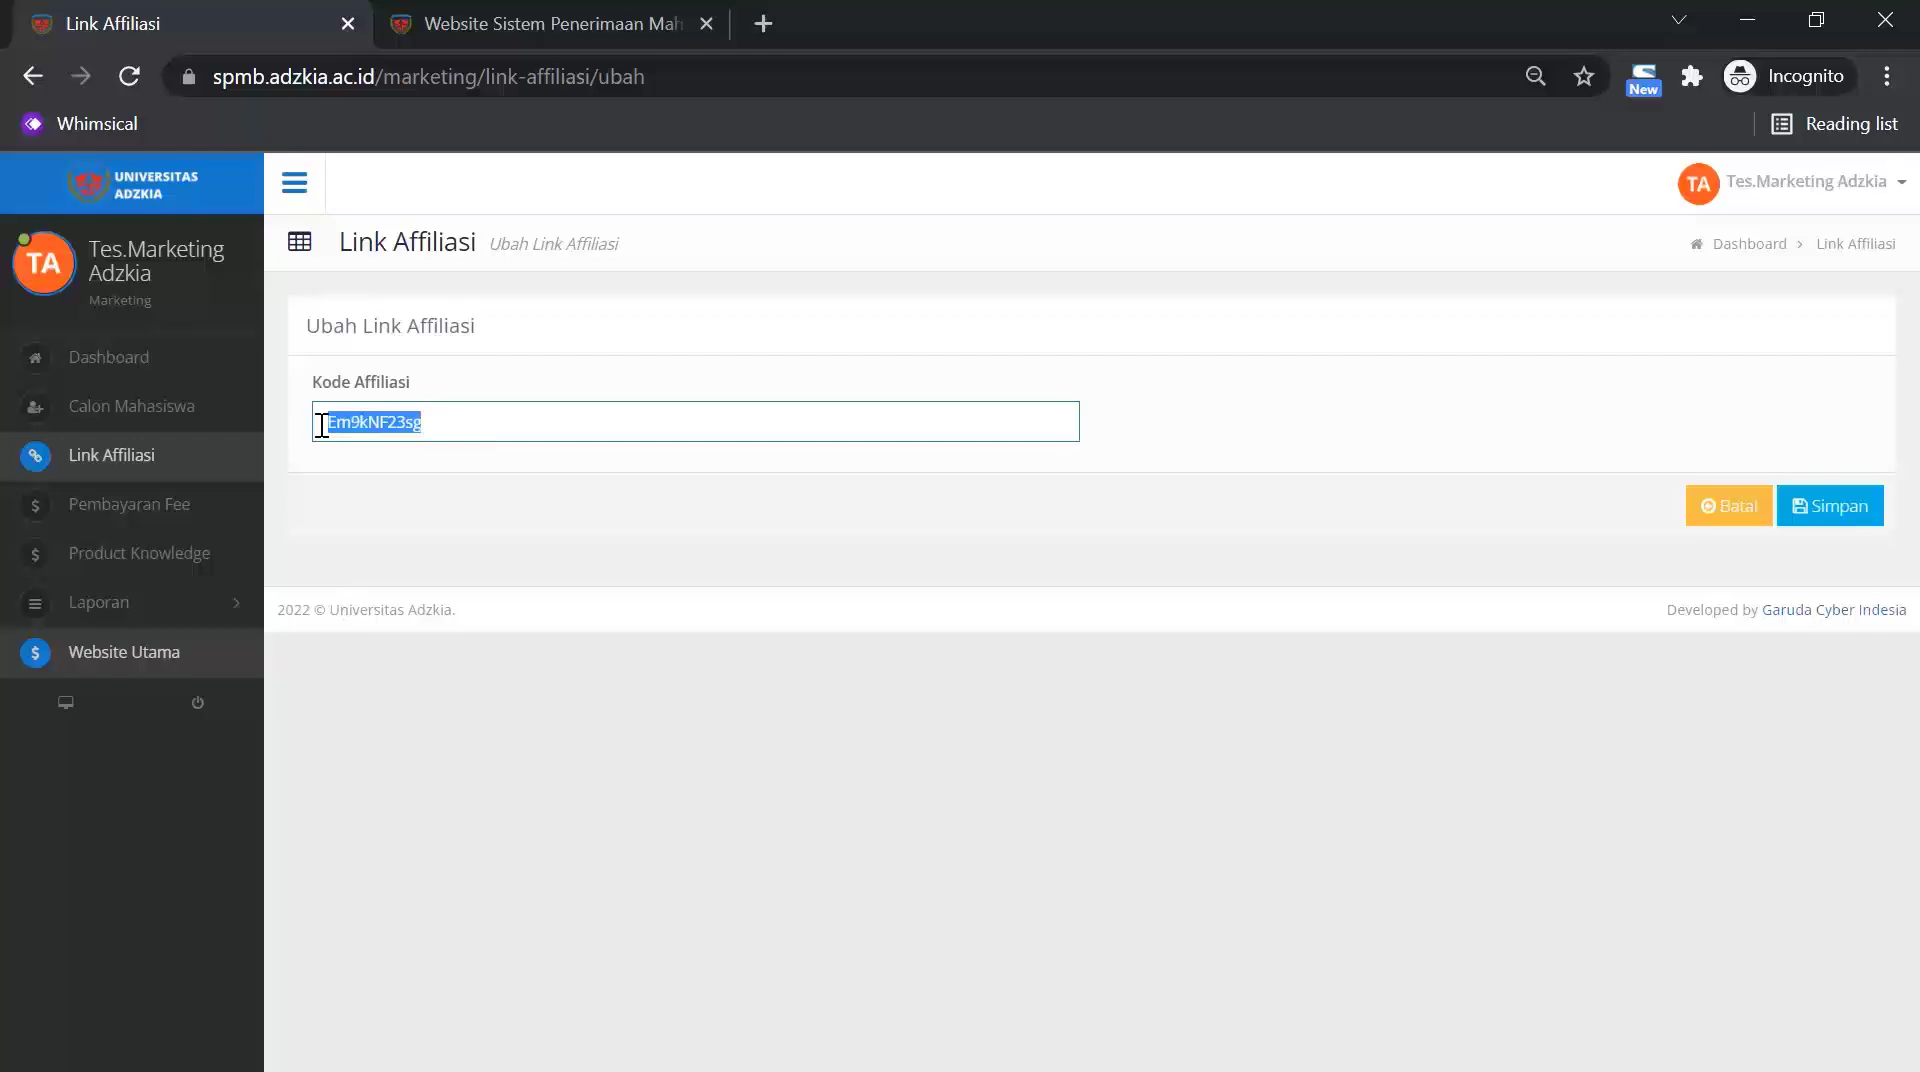 Link Affiliasi
Website Sistem Penerimaan Mah
spmb.adzkia.ac.id/marketing/link-affiliasi/ubah
New
Incognito
Whimsical
Reading list
UNIVERSITAS
ADZKIA
TA
Tes.Marketing Adzkia
TA
Tes.Marketing
Adzkia
Marketing
Link Affiliasi
Ubah Link Affiliasi
Dashboard
Link Affiliasi
Dashboard
Calon Mahasiswa
Link Affiliasi
Pembayaran Fee
Product Knowledge
Laporan
Website Utama
Ubah Link Affiliasi
Kode Affiliasi
Em9kNF23sg
Batal
Simpan
2022 © Universitas Adzkia.
Developed by Garuda Cyber Indesia